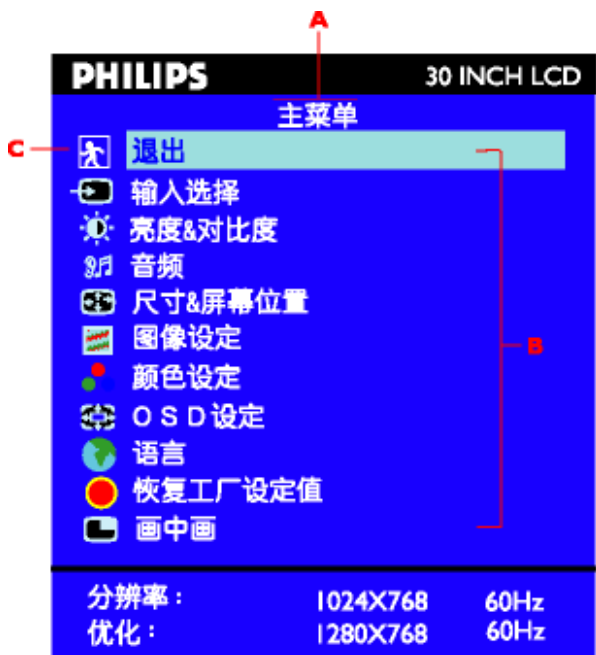 A
PHILIPS 30 INCH LCD
主菜单
C 退出
输入选择
亮度&对比度
音频
尺寸&屏幕位置
图像设定 B
颜色设定
OSD设定
语言
恢复工厂设定值
画中画
分辨率： 1024X768 60Hz
优化： 1280X768 60Hz